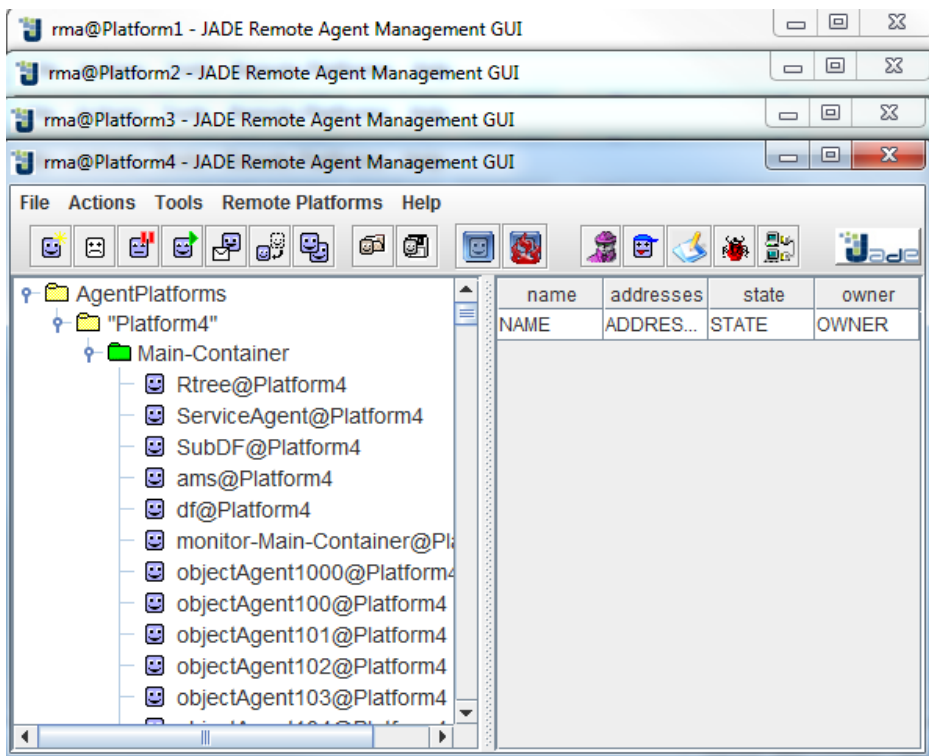 rma@Platform1 - JADE Remote Agent Management GUI
rma@Platform2 - JADE Remote Agent Management GUI
rma@Platform3 - JADE Remote Agent Management GUI
rma@Platform4 - JADE Remote Agent Management GUI
File Actions Tools Remote Platforms Help
Jade
AgentPlatforms
"Platform4"
Main-Container
Rtree@Platform4
ServiceAgent@Platform4
SubDF@Platform4
ams@Platform4
df@Platform4
monitor-Main-Container@Pla
objectAgent1000@Platform4
objectAgent100@Platform4
objectAgent101@Platform4
objectAgent102@Platform4
objectAgent103@Platform4
name addresses state owner
NAME ADDRES... STATE OWNER